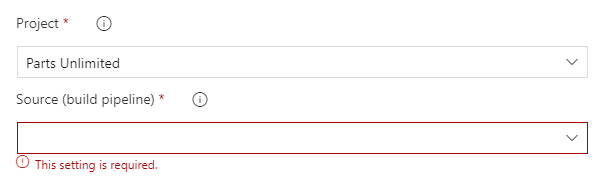 Project *
Parts Unlimited
Source (build pipeline) *
This setting is required.